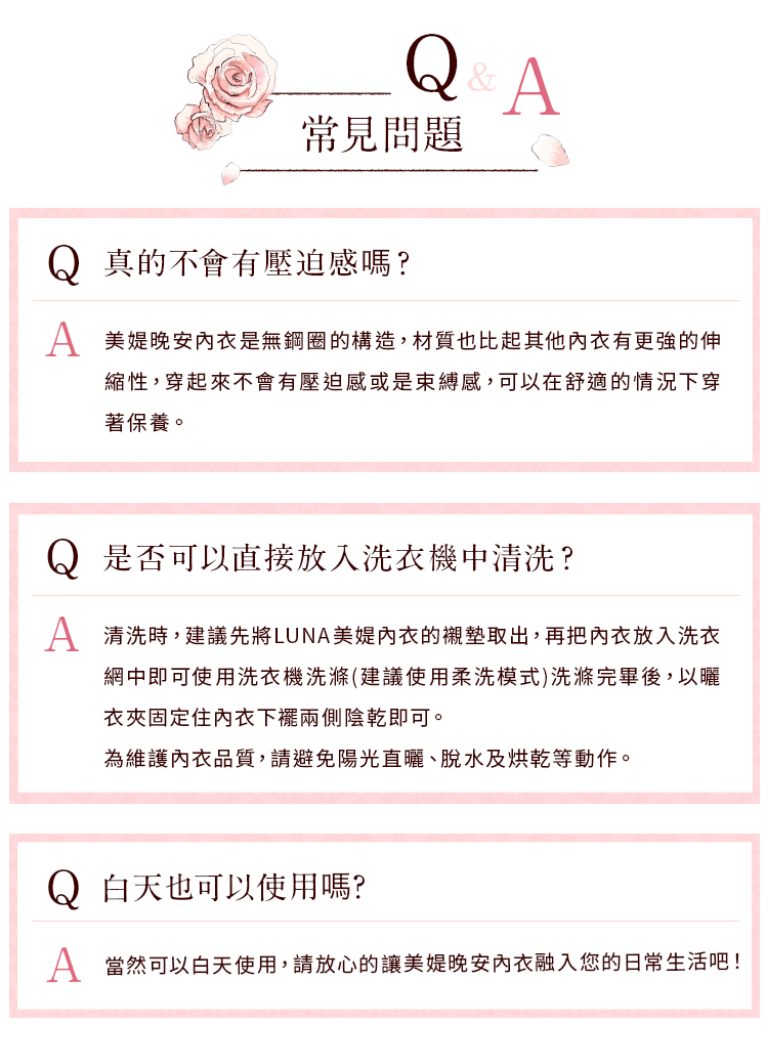 Q & A
常見問題
Q 真的不會有壓迫感嗎?
A 美媞晚安內衣是無鋼圈的構造,材質也比起其他內衣有更強的伸
縮性,穿起來不會有壓迫感或是束縛感,可以在舒適的情況下穿
著保養。
Q 是否可以直接放入洗衣機中清洗?
A 清洗時,建議先將LUNA美媞內衣的襯墊取出,再把內衣放入洗衣
網中即可使用洗衣機洗滌(建議使用柔洗模式)洗滌完畢後,以曬
衣夾固定住內衣下襬兩側陰乾即可。
為維護內衣品質,請避免陽光直曬、脫水及烘乾等動作。
Q 白天也可以使用嗎?
A 當然可以白天使用,請放心的讓美媞晚安內衣融入您的日常生活吧!